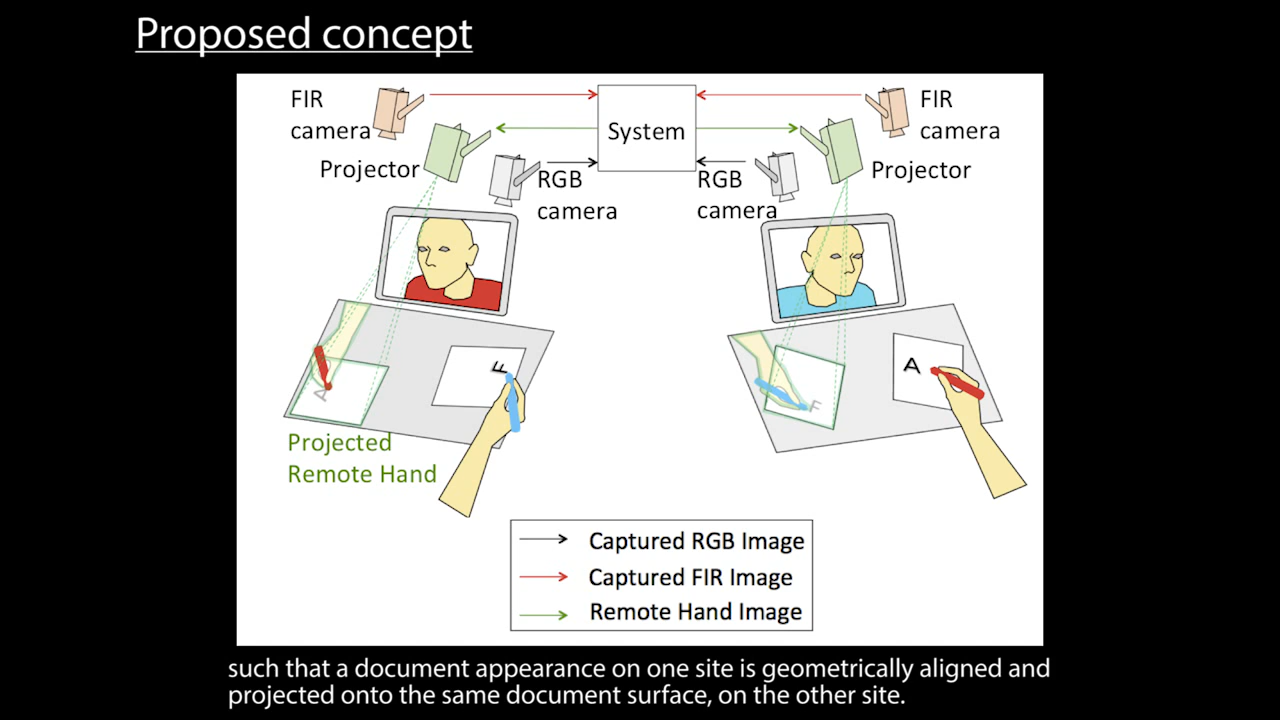 Proposed concept
FIR
camera
Projector
RGB
camera
System
RGB
camera
Projector
FIR
camera
A
F
F
A
Projected
Remote Hand
Captured RGB Image
Captured FIR Image
Remote Hand Image
such that a document appearance on one site is geometrically aligned and
projected onto the same document surface, on the other site.